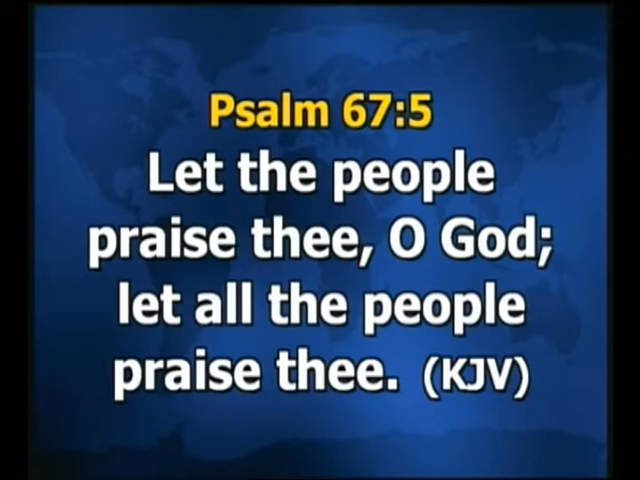 Psalm 67:5
Let the people
praise thee, O God;
let all the people
praise thee. (KJV)